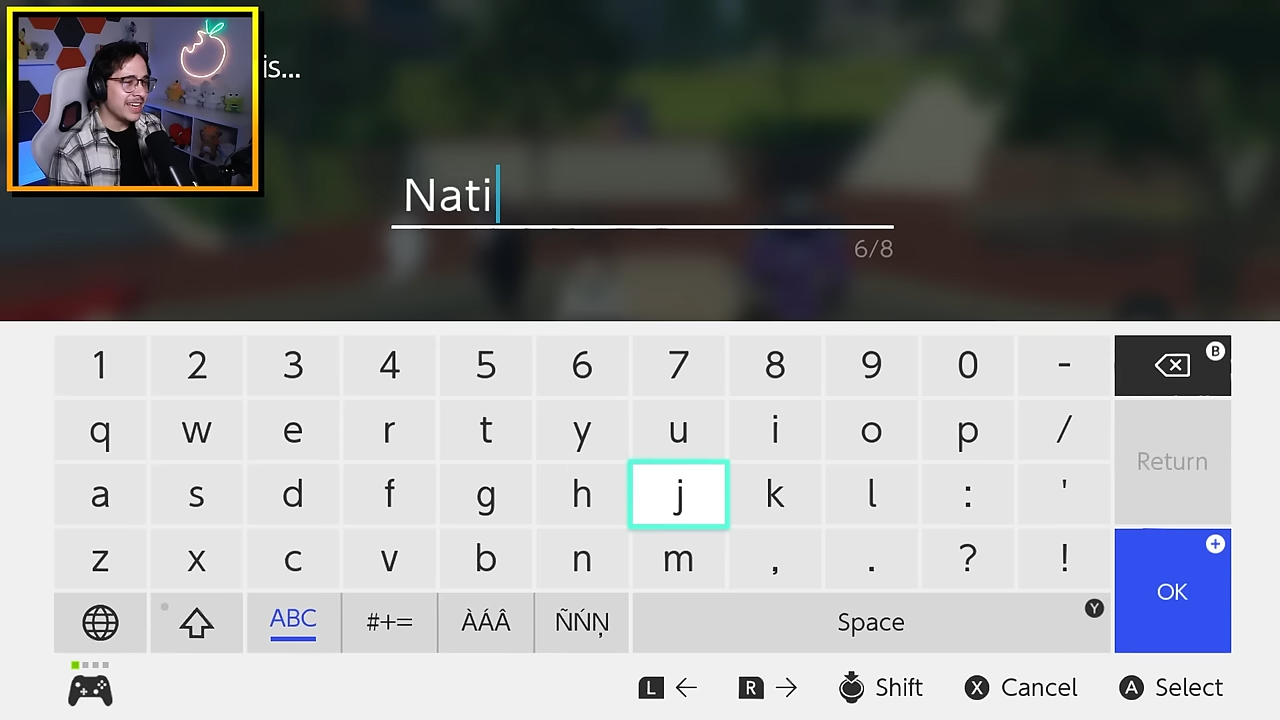 is...
Nati
6/8
1 2 3 4 5 6 7 8 9 0 - B
q w e r t y u i o p / Return
a s d f g h j k l : '
z x c v b n m , . ? ! + OK
ABC #+= ÀÁÂ ÑŃŅ Space Y
L ← R → Shift X Cancel A Select